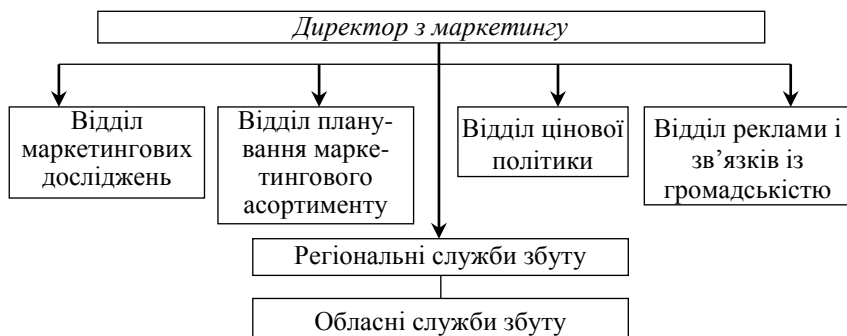 Директор з маркетингу
Відділ
маркетингових
досліджень
Відділ плану-
вання марке-
тингового
асортименту
Відділ цінової
політики
Відділ реклами і
зв’язків із
громадськістю
Регіональні служби збуту
Обласні служби збуту